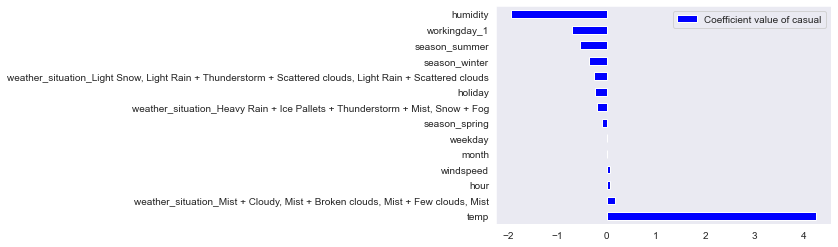 humidity
Coefficient value of casual
workingday_1
season_summer
season_winter
weather_situation_Light Snow, Light Rain + Thunderstorm + Scattered clouds, Light Rain + Scattered clouds
holiday
weather_situation_Heavy Rain + Ice Pallets + Thunderstorm + Mist, Snow + Fog
season_spring
weekday
month
windspeed
hour
weather_situation_Mist + Cloudy, Mist + Broken clouds, Mist + Few clouds, Mist
temp
−2 −1 0 1 2 3 4